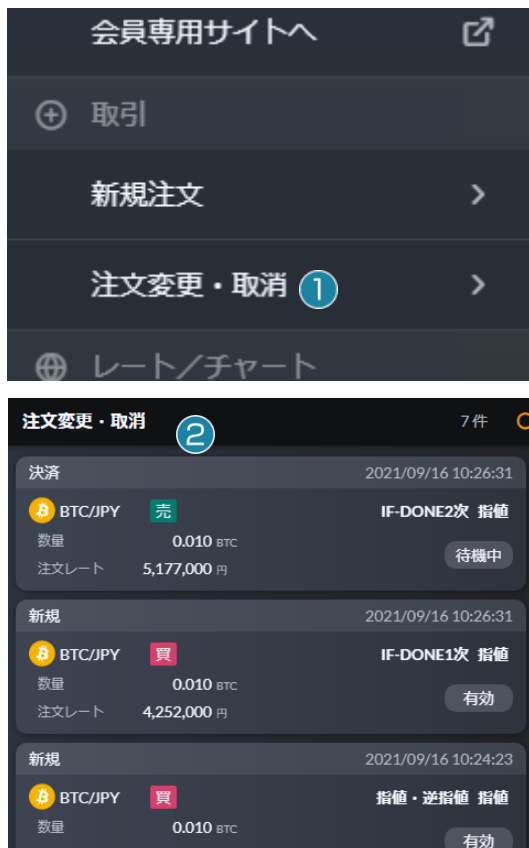 会員専用サイトへ
取引
新規注文
注文変更・取消 1
レート/チャート
注文変更・取消 2 7件
決済 2021/09/16 10:26:31
BTC/JPY 売 IF-DONE2次 指値
数量 0.010 BTC
待機中
注文レート 5,177,000 円
新規 2021/09/16 10:26:31
BTC/JPY 買 IF-DONE1次 指値
数量 0.010 BTC
有効
注文レート 4,252,000 円
新規 2021/09/16 10:24:23
BTC/JPY 買 指値・逆指値 指値
数量 0.010 BTC
有効